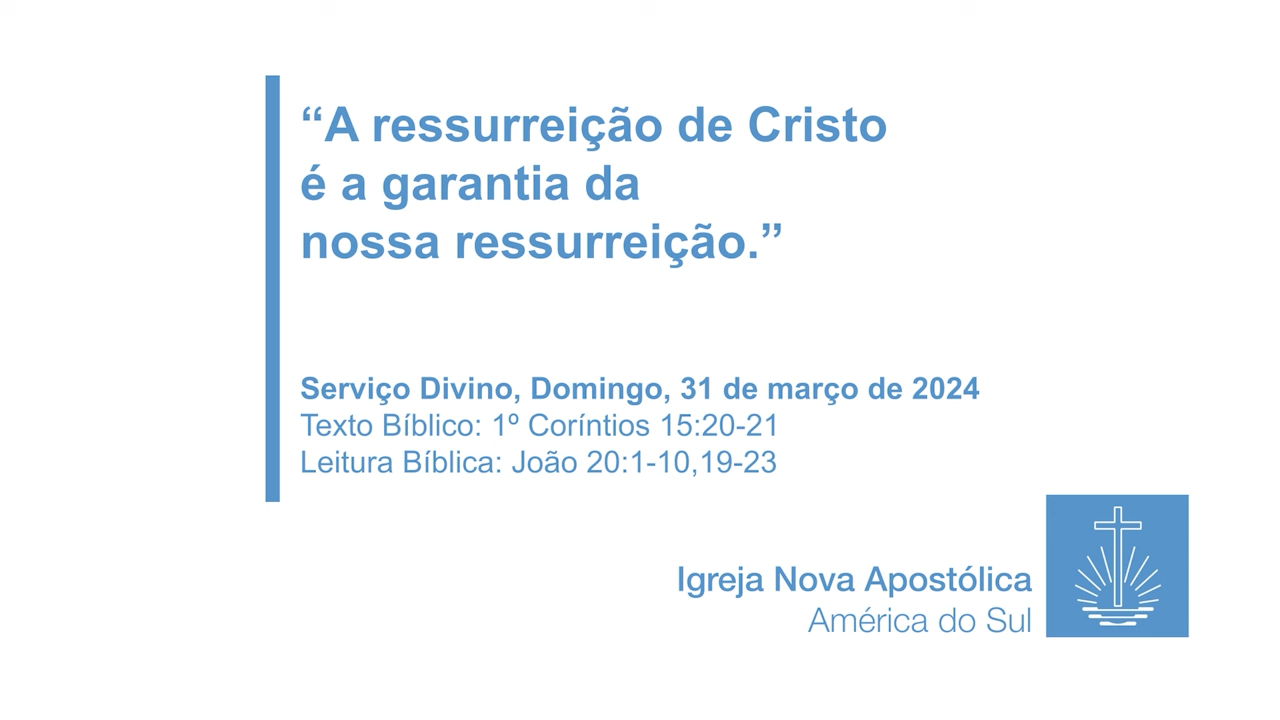 “A ressurreição de Cristo
é a garantia da
nossa ressurreição.”
Serviço Divino, Domingo, 31 de março de 2024
Texto Bíblico: 1º Coríntios 15:20-21
Leitura Bíblica: João 20:1-10,19-23
Igreja Nova Apostólica
América do Sul